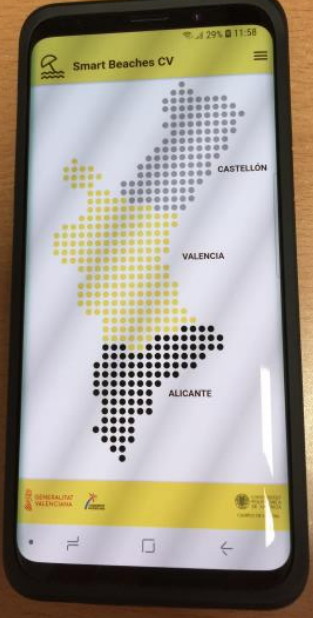 29% 11:58
Smart Beaches CV
CASTELLÓN
VALENCIA
ALICANTE
GENERALITAT
VALENCIANA